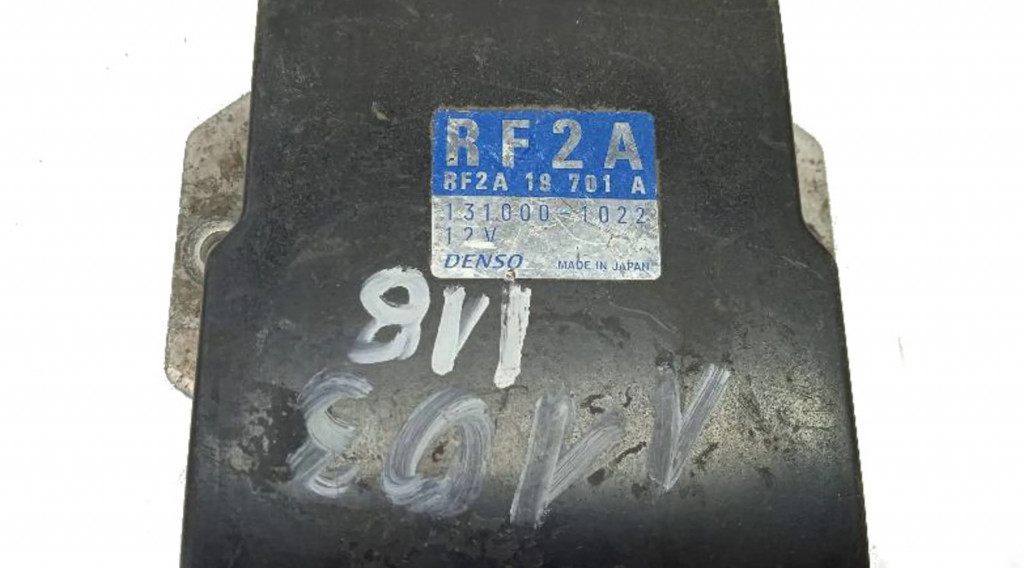 RF2A
RF2A 18 701 A
131000-1022
12V
DENSO MADE IN JAPAN